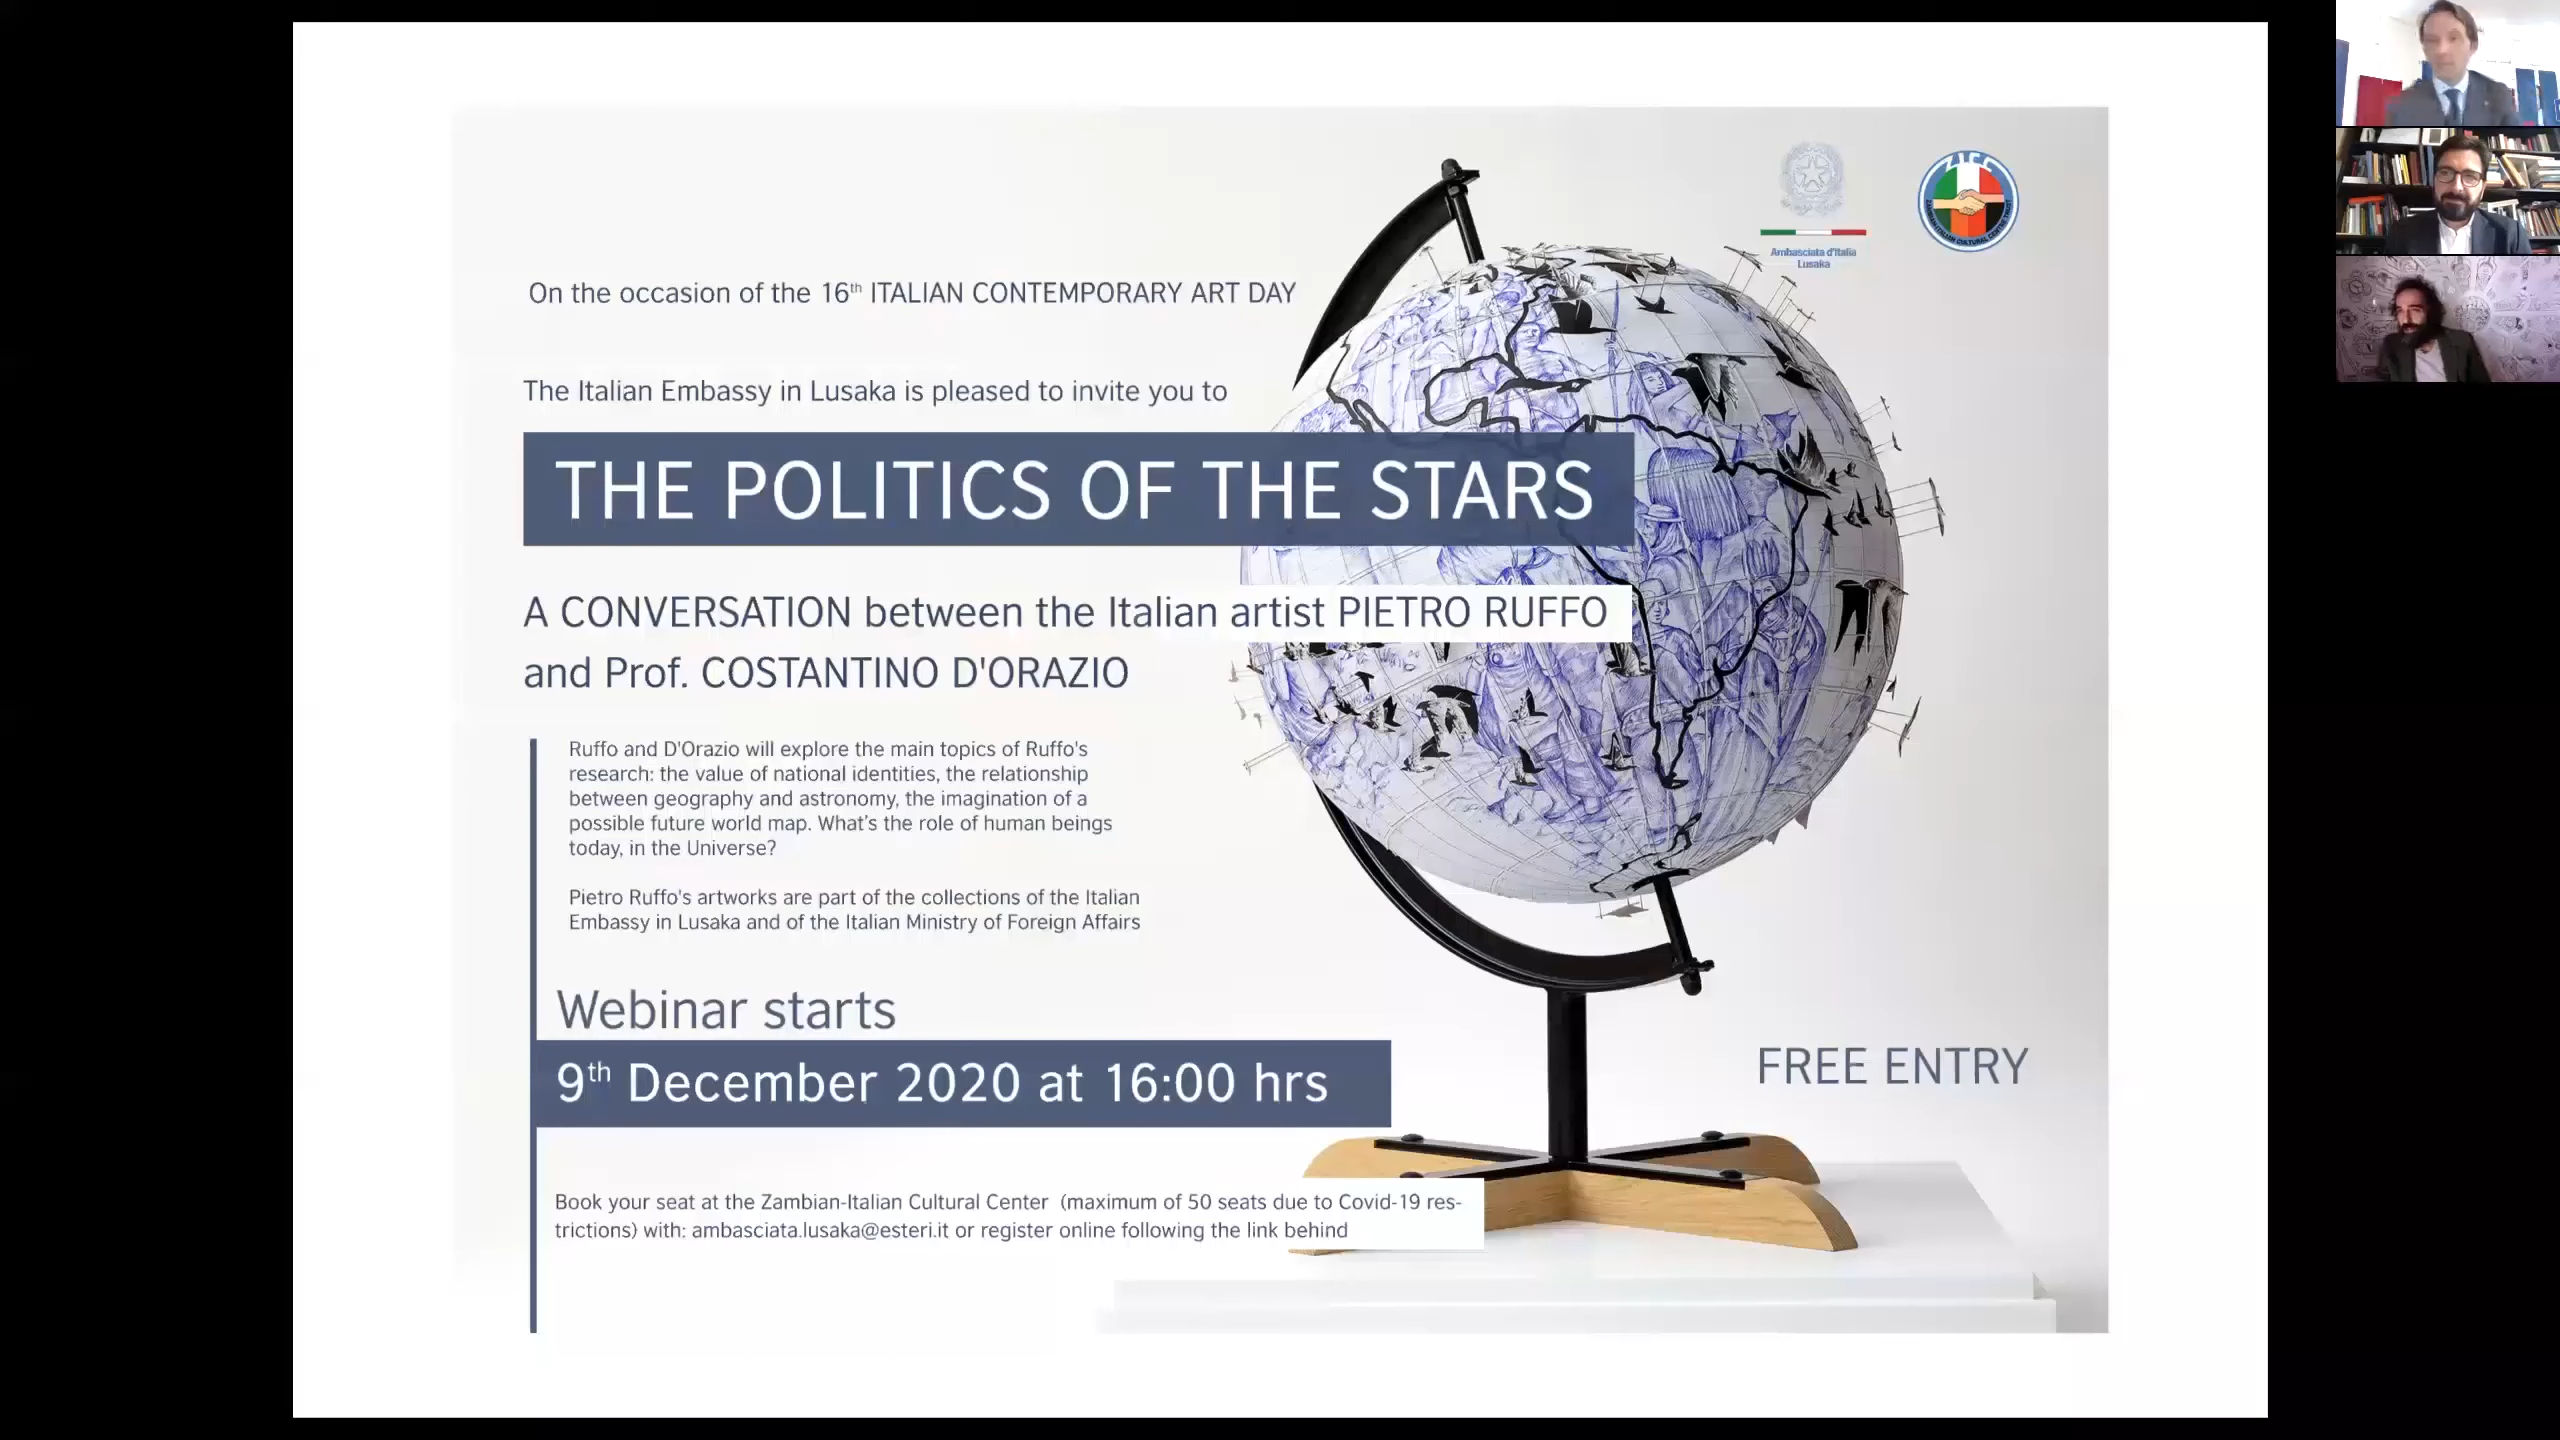 On the occasion of the 16th ITALIAN CONTEMPORARY ART DAY
The Italian Embassy in Lusaka is pleased to invite you to
THE POLITICS OF THE STARS
A CONVERSATION between the Italian artist PIETRO RUFFO
and Prof. COSTANTINO D'ORAZIO
Ruffo and D'Orazio will explore the main topics of Ruffo's
research: the value of national identities, the relationship
between geography and astronomy, the imagination of a
possible future world map. What's the role of human beings
today, in the Universe?
Pietro Ruffo's artworks are part of the collections of the Italian
Embassy in Lusaka and of the Italian Ministry of Foreign Affairs
Webinar starts
9th December 2020 at 16:00 hrs
Book your seat at the Zambian-Italian Cultural Center (maximum of 50 seats due to Covid-19 res-
trictions) with: ambasciata.lusaka@esteri.it or register online following the link behind
FREE ENTRY
Ambasciata d'Italia
Lusaka
ZICC
ZAMBIAN-ITALIAN CULTURAL CENTRE TRUST